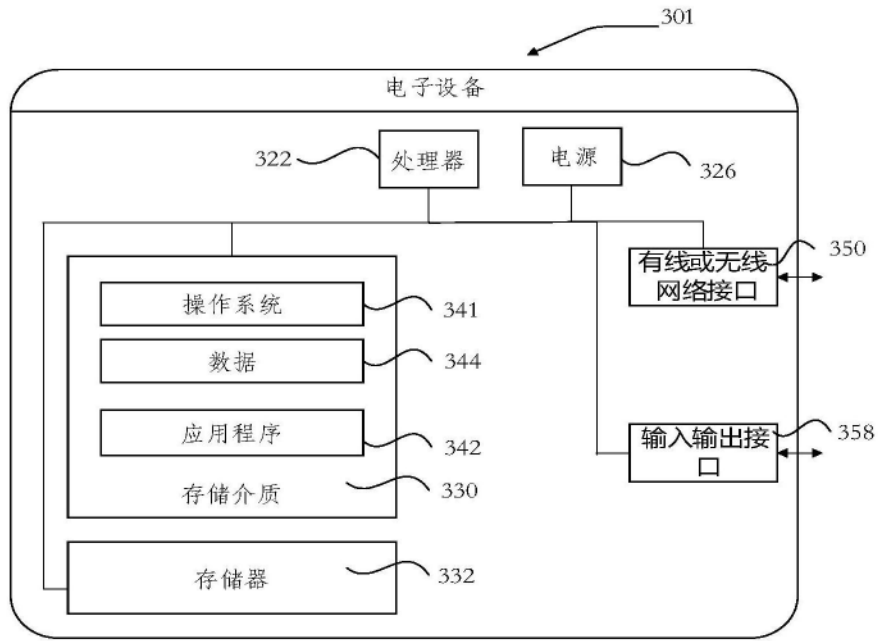 301
电子设备
322
处理器
电源
326
有线或无线
网络接口
350
操作系统
341
数据
344
应用程序
342
存储介质
330
输入输出接
口
358
存储器
332